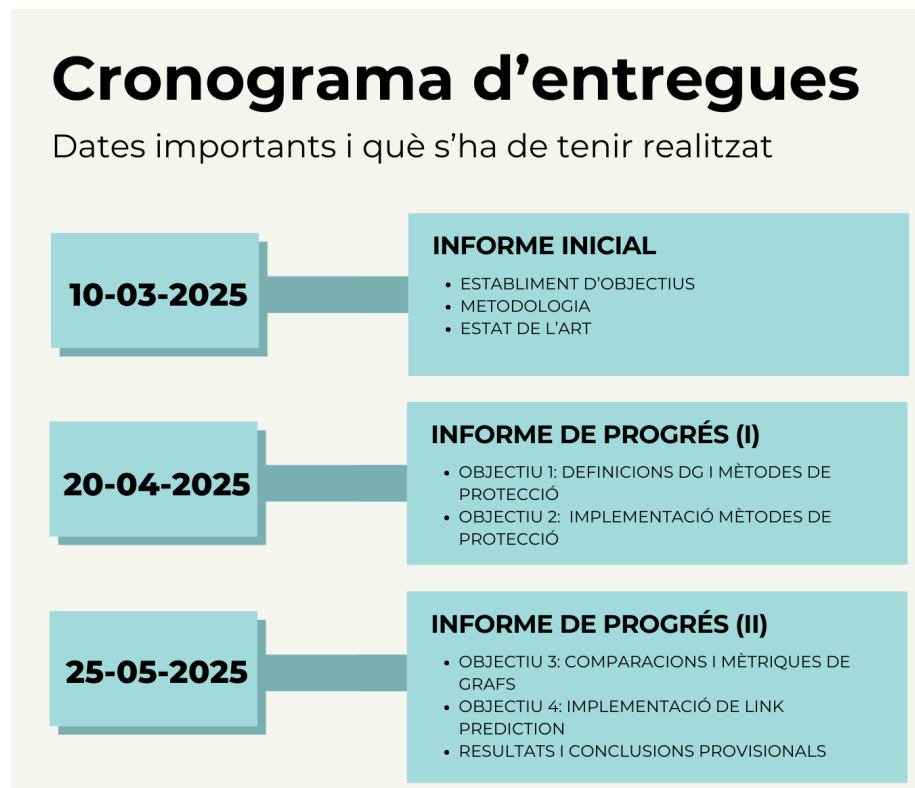 Cronograma d’entregues
Dates importants i què s’ha de tenir realitzat
10-03-2025
INFORME INICIAL
• ESTABLIMENT D’OBJECTIUS
• METODOLOGIA
• ESTAT DE L’ART
20-04-2025
INFORME DE PROGRÉS (I)
• OBJECTIU 1: DEFINICIONS DG I MÈTODES DE
PROTECCIÓ
• OBJECTIU 2: IMPLEMENTACIÓ MÈTODES DE
PROTECCIÓ
25-05-2025
INFORME DE PROGRÉS (II)
• OBJECTIU 3: COMPARACIONS I MÈTRIQUES DE
GRAFS
• OBJECTIU 4: IMPLEMENTACIÓ DE LINK
PREDICTION
• RESULTATS I CONCLUSIONS PROVISIONALS